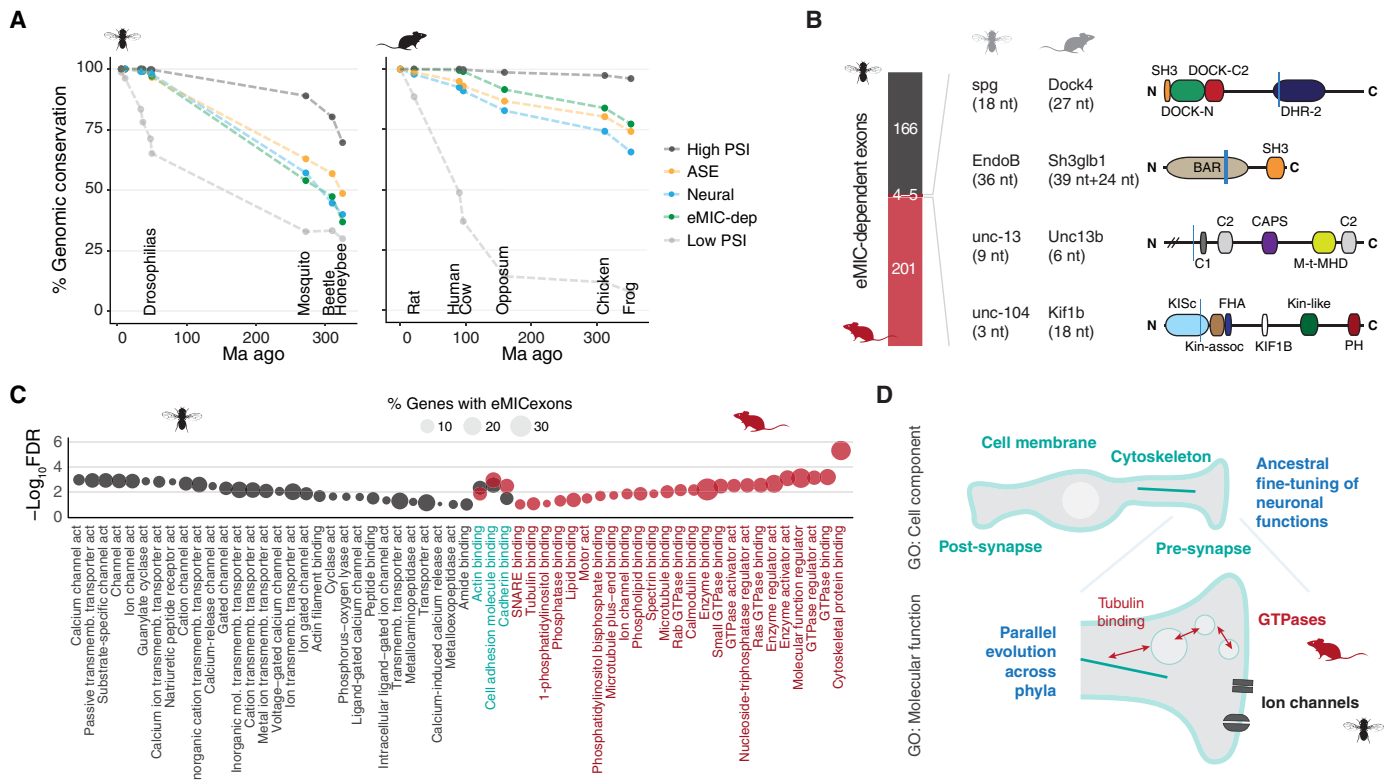 A
% Genomic conservation
100
75
50
25
0
Drosophilias
Mosquito
Beetle
Honeybee
0
100
200
300
Ma ago
Rat
Human
Cow
Opposum
Chicken
Frog
0
100
200
300
Ma ago
High PSI
ASE
Neural
eMIC-dep
Low PSI
B
eMIC-dependent exons
166
4–5
201
spg
(18 nt)
Dock4
(27 nt)
N
SH3
DOCK-C2
DOCK-N
DHR-2
C
EndoB
(36 nt)
Sh3glb1
(39 nt+24 nt)
N
BAR
SH3
C
unc-13
(9 nt)
Unc13b
(6 nt)
N
C1
C2
CAPS
M-t-MHD
C2
C
unc-104
(3 nt)
Kif1b
(18 nt)
N
KISc
FHA
Kin-like
Kin-assoc
KIF1B
PH
C
C
% Genes with eMICexons
10
20
30
−Log10FDR
6
4
2
0
Calcium channel act
Passive transmemb. transporter act
Substrate−specific channel act
Channel act
Ion channel act
Guanylate cyclase act
Calcium ion transmemb. transporter act
Natriuretic peptide receptor act
Cation channel act
norganic cation transmemb. transporter act
Calcium−release channel act
Gated channel act
Inorganic mol. transmemb. transporter act
Cation transmemb. transporter act
Metal ion transmemb. transporter act
Voltage−gated calcium channel act
Ion transmemb. transporter act
Ion gated channel act
Actin filament binding
Cyclase act
Phosphorus−oxygen lyase act
Ligand−gated calcium channel act
Peptide binding
Intracellular ligand−gated ion channel act
Transmemb. transporter act
Metalloaminopeptidase act
Transporter act
Calcium−induced calcium release act
Metalloexopeptidase act
Amide binding
Actin binding
Cell adhesion molecule binding
Cadherin binding
SNARE binding
Tubulin binding
1−phosphatidylinositol binding
Phosphatase binding
Lipid binding
Motor act
Phosphatidylinositol bisphosphate binding
Microtubule plus−end binding
Ion channel binding
Phospholipid binding
Spectrin binding
Microtubule binding
Rab GTPase binding
Calmodulin binding
Enzyme binding
Small GTPase binding
GTPase activator act
Nucleoside−triphosphatase regulator act
Ras GTPase binding
Enzyme regulator act
Enzyme activator act
Molecular function regulator
GTPase regulator act
GTPase binding
Cytoskeletal protein binding
D
GO: Cell component
Cell membrane
Cytoskeleton
Post-synapse
Pre-synapse
Ancestral
fine-tuning of
neuronal
functions
GO: Molecular function
Parallel
evolution
across
phyla
Tubulin
binding
GTPases
Ion channels